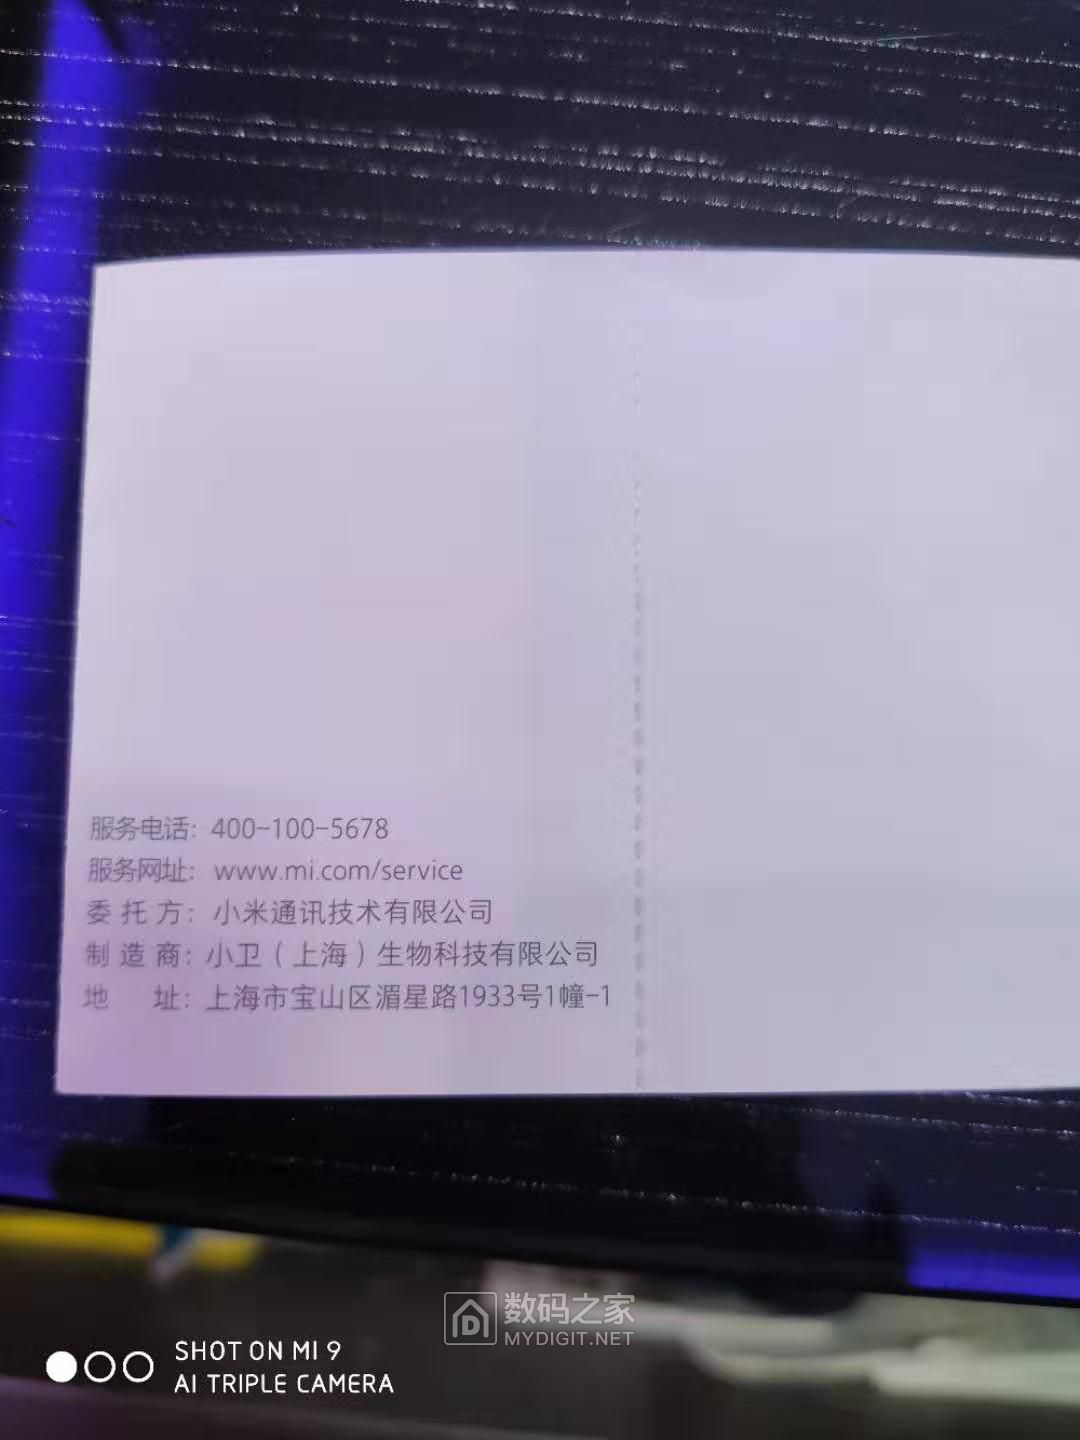 服务电话：400-100-5678
服务网址：www.mi.com/service
委 托 方：小米通讯技术有限公司
制 造 商：小卫（上海）生物科技有限公司
地 址：上海市宝山区湄星路1933号1幢-1
数码之家
MYDIGIT.NET
SHOT ON MI 9
AI TRIPLE CAMERA